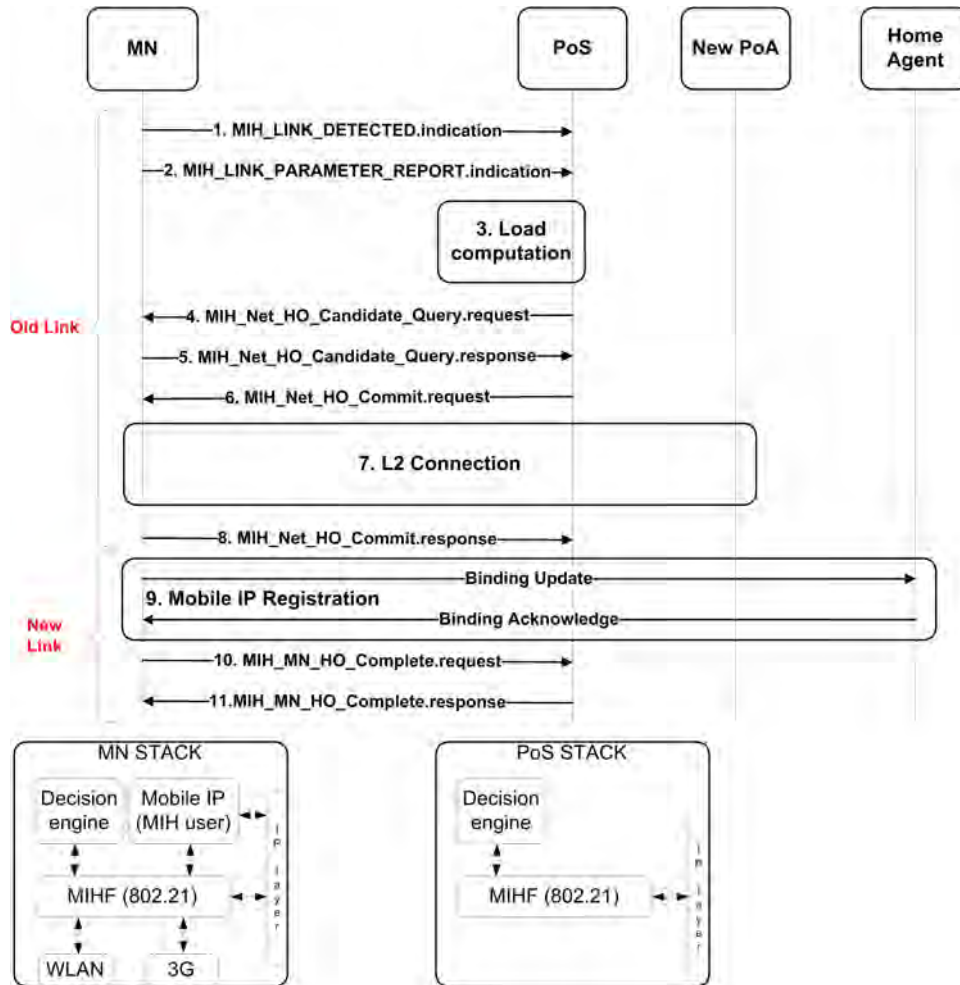 MN
PoS
New PoA
Home
Agent
1. MIH_LINK_DETECTED.indication
2. MIH_LINK_PARAMETER_REPORT.indication
3. Load
computation
4. MIH_Net_HO_Candidate_Query.request
Old Link
5. MIH_Net_HO_Candidate_Query.response
6. MIH_Net_HO_Commit.request
7. L2 Connection
8. MIH_Net_HO_Commit.response
Binding Update
9. Mobile IP Registration
Binding Acknowledge
New
Link
10. MIH_MN_HO_Complete.request
11.MIH_MN_HO_Complete.response
MN STACK
Decision
engine
Mobile IP
(MIH user)
MIHF (802.21)
IP layer
WLAN
3G
PoS STACK
Decision
engine
MIHF (802.21)
IP layer